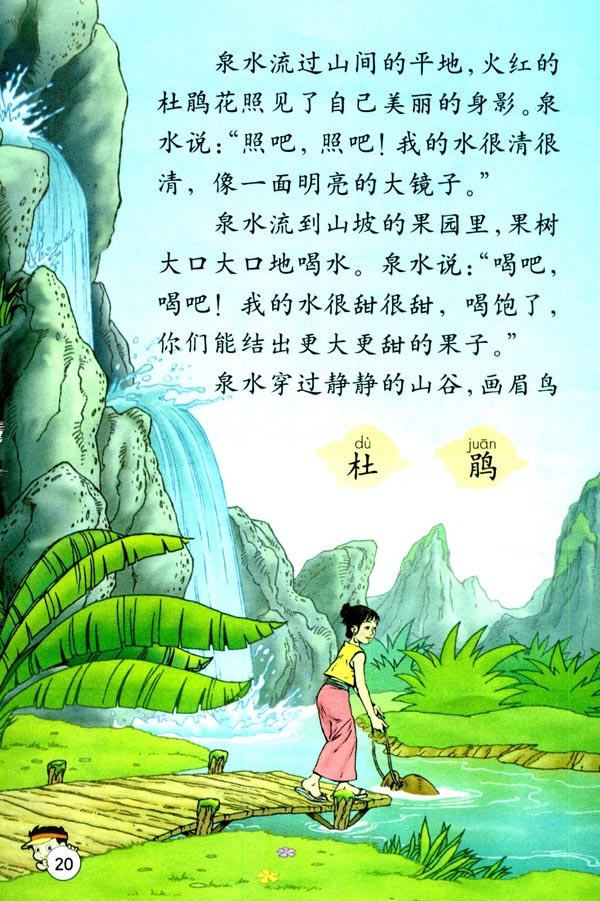 泉水流过山间的平地，火红的
杜鹃花照见了自己美丽的身影。泉
水说：“照吧，照吧！我的水很清很
清，像一面明亮的大镜子。”
泉水流到山坡的果园里，果树
大口大口地喝水。泉水说：“喝吧，
喝吧！我的水很甜很甜，喝饱了，
你们能结出更大更甜的果子。”
泉水穿过静静的山谷，画眉鸟
dù juān
杜 鹃
20